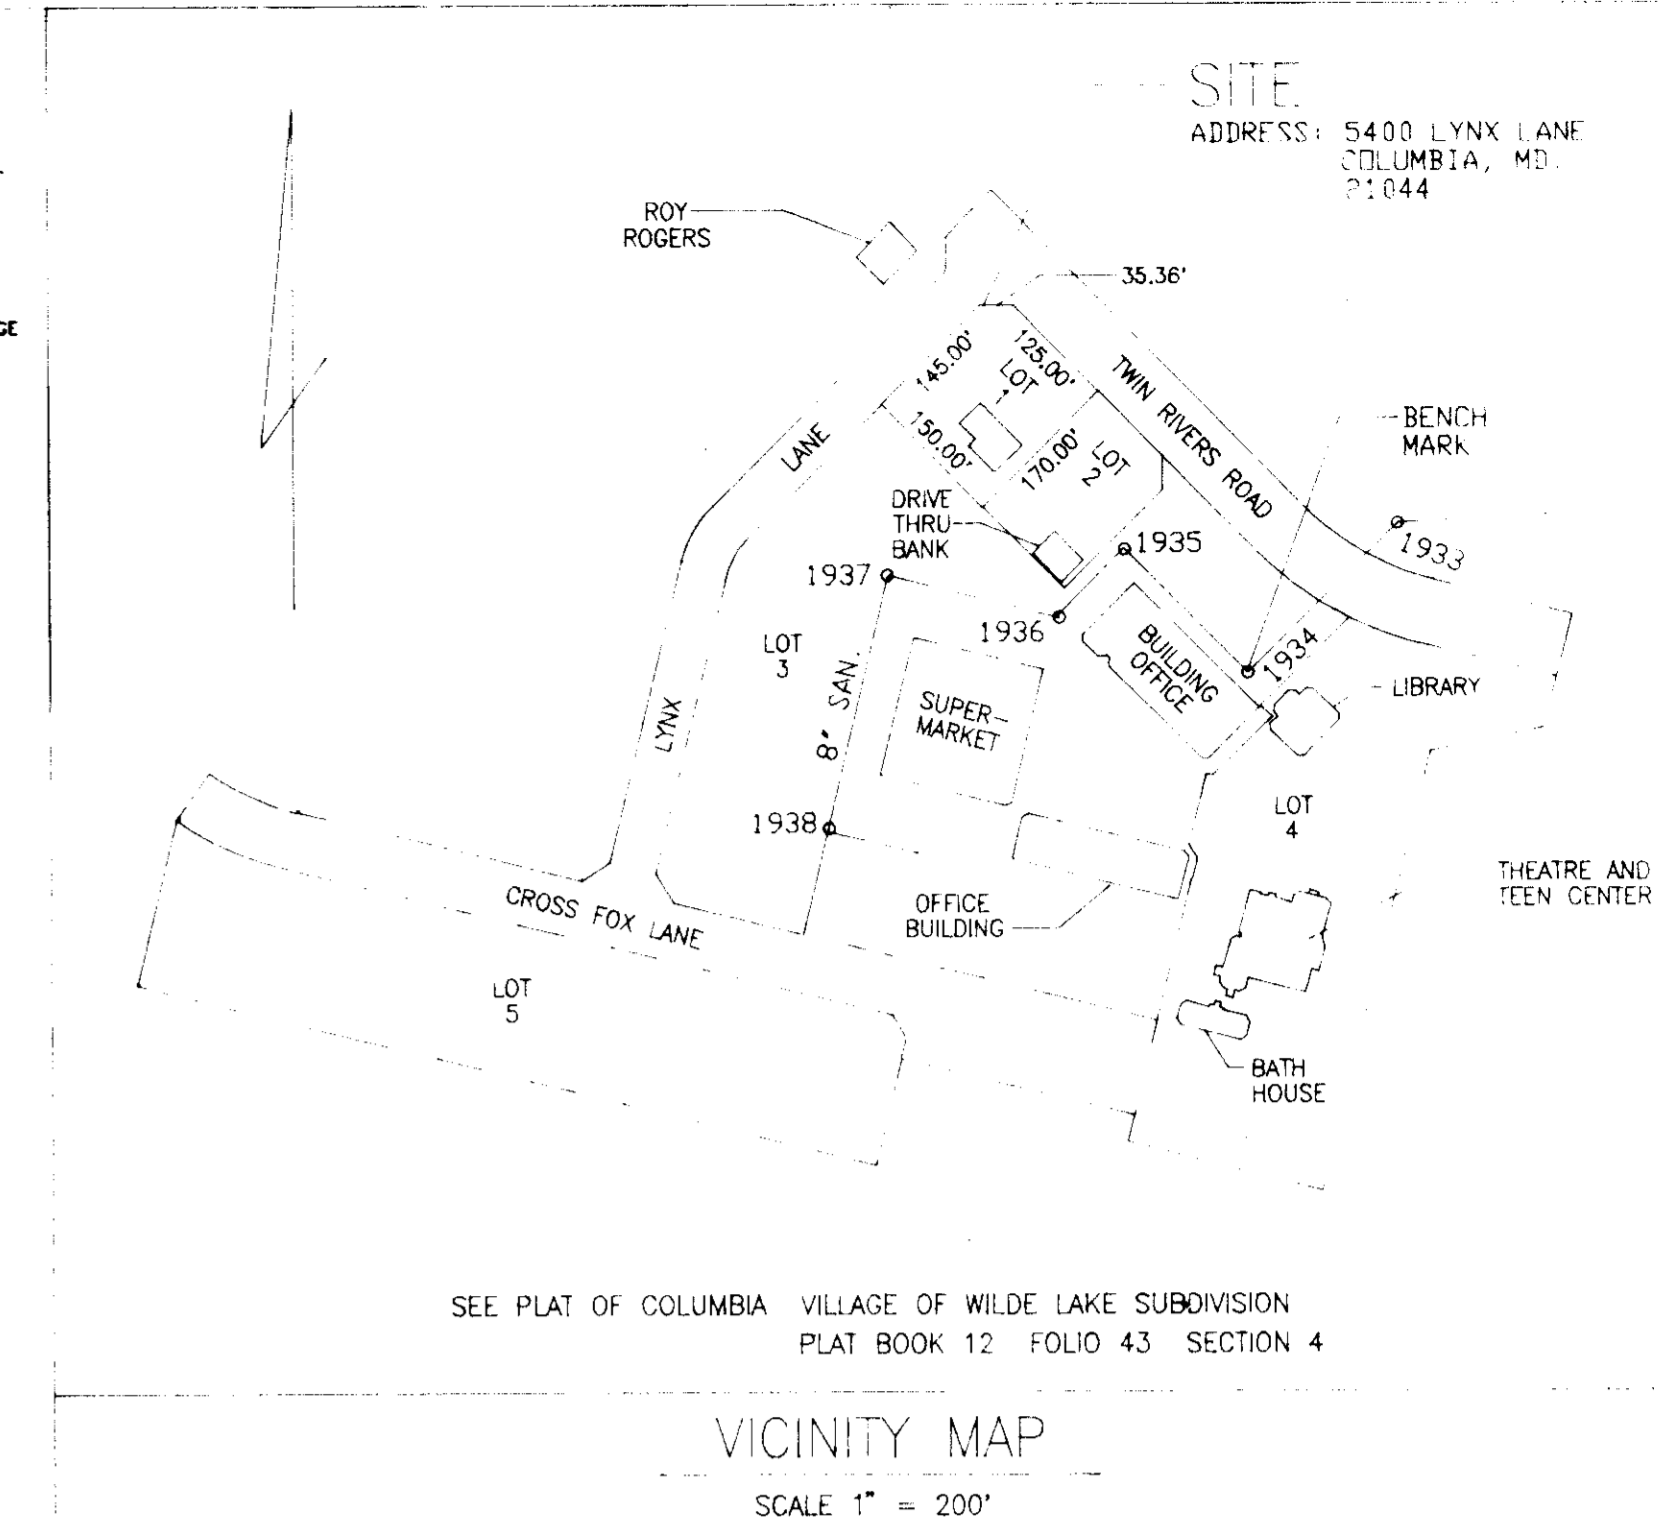 SITE
ADDRESS: 5400 LYNX LANE
COLUMBIA, MD.
21044
ROY
ROGERS
35.36'
145.00'
125.00'
LOT
150.00'
170.00'
LOT
2
TWIN RIVERS ROAD
BENCH
MARK
LANE
DRIVE
THRU
BANK
1935
1933
1937
1936
1934
LOT
3
8" SAN.
BUILDING
OFFICE
LIBRARY
SUPER-
MARKET
LYNX
1938
LOT
4
THEATRE AND
TEEN CENTER
CROSS FOX LANE
OFFICE
BUILDING
LOT
5
BATH
HOUSE
SEE PLAT OF COLUMBIA VILLAGE OF WILDE LAKE SUBDIVISION
PLAT BOOK 12 FOLIO 43 SECTION 4
VICINITY MAP
SCALE 1" = 200'